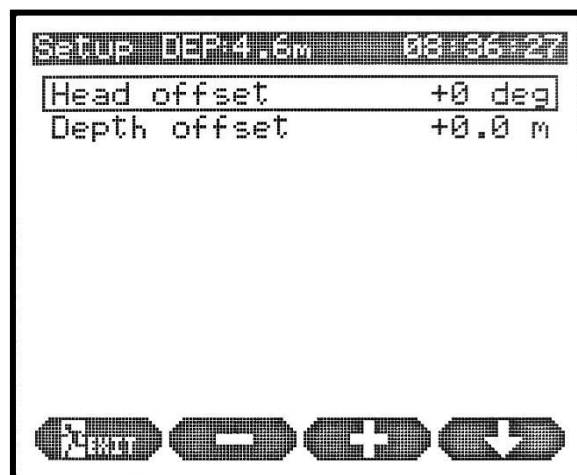 Setup DEP:4.6m 08:36:27
Head offset +0 deg
Depth offset +0.0 m
EXIT - +